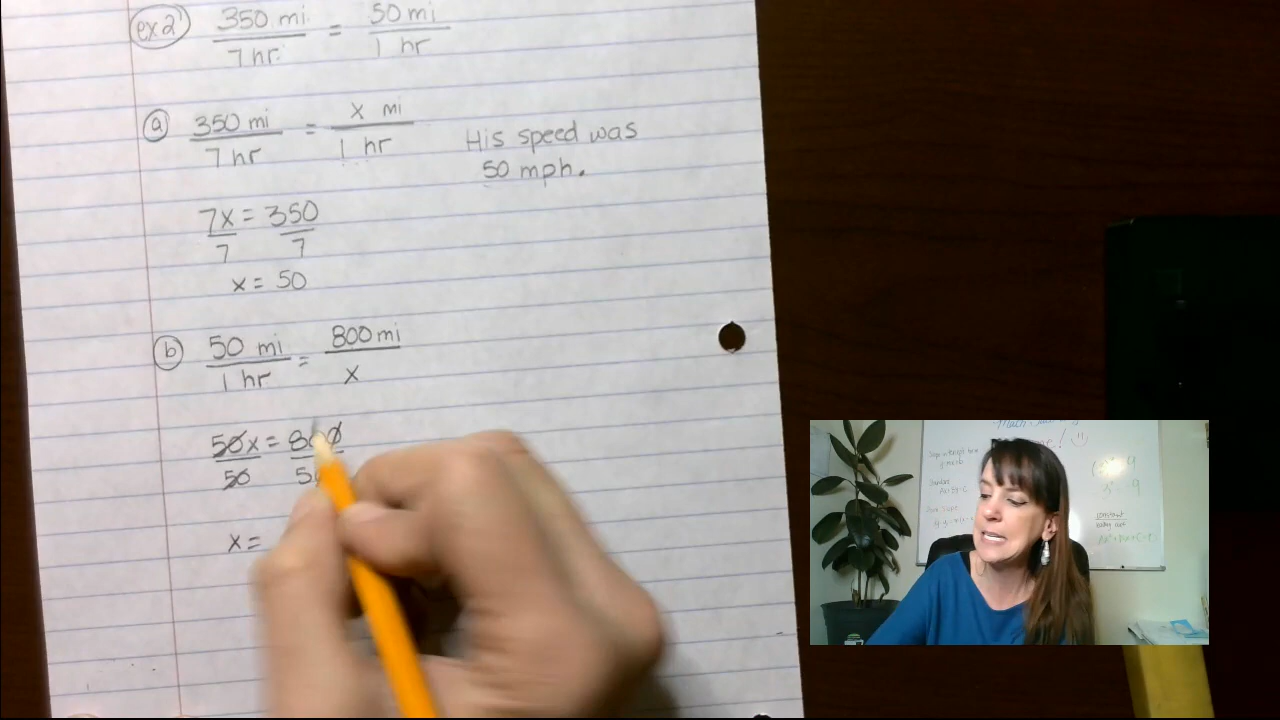 ex 2 350 mi / 7 hr = 50 mi / 1 hr
a 350 mi / 7 hr = x mi / 1 hr
His speed was
50 mph.
7x = 350
7 7
x = 50
b 50 mi / 1 hr = 800 mi / x
50x = 800
50
x =